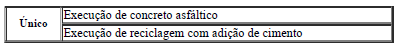 Único
Execução de concreto asfáltico
Execução de reciclagem com adição de cimento